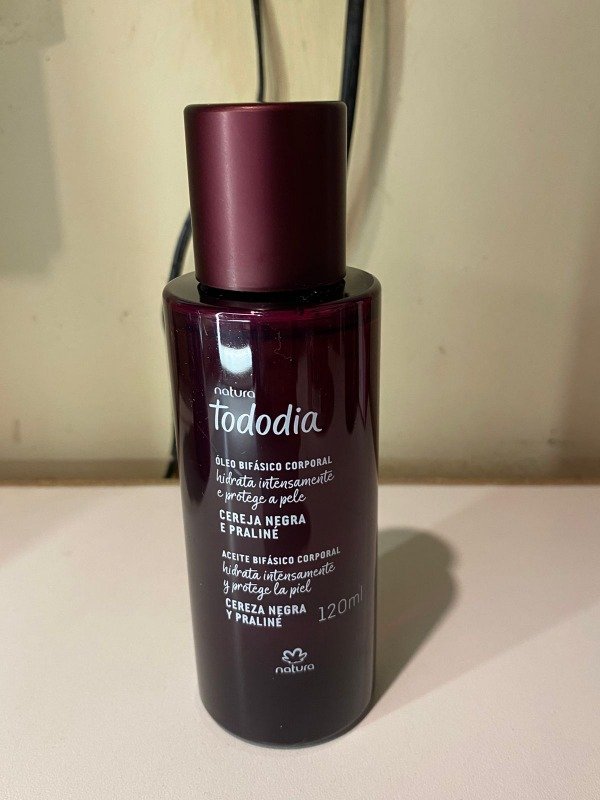 natura
tododia
ÓLEO BIFÁSICO CORPORAL
hidrata intensamente
e protege a pele
CEREJA NEGRA
E PRALINÉ
ACEITE BIFÁSICO CORPORAL
hidrata intensamente
y protege la piel
CEREZA NEGRA
Y PRALINÉ
120ml
natura